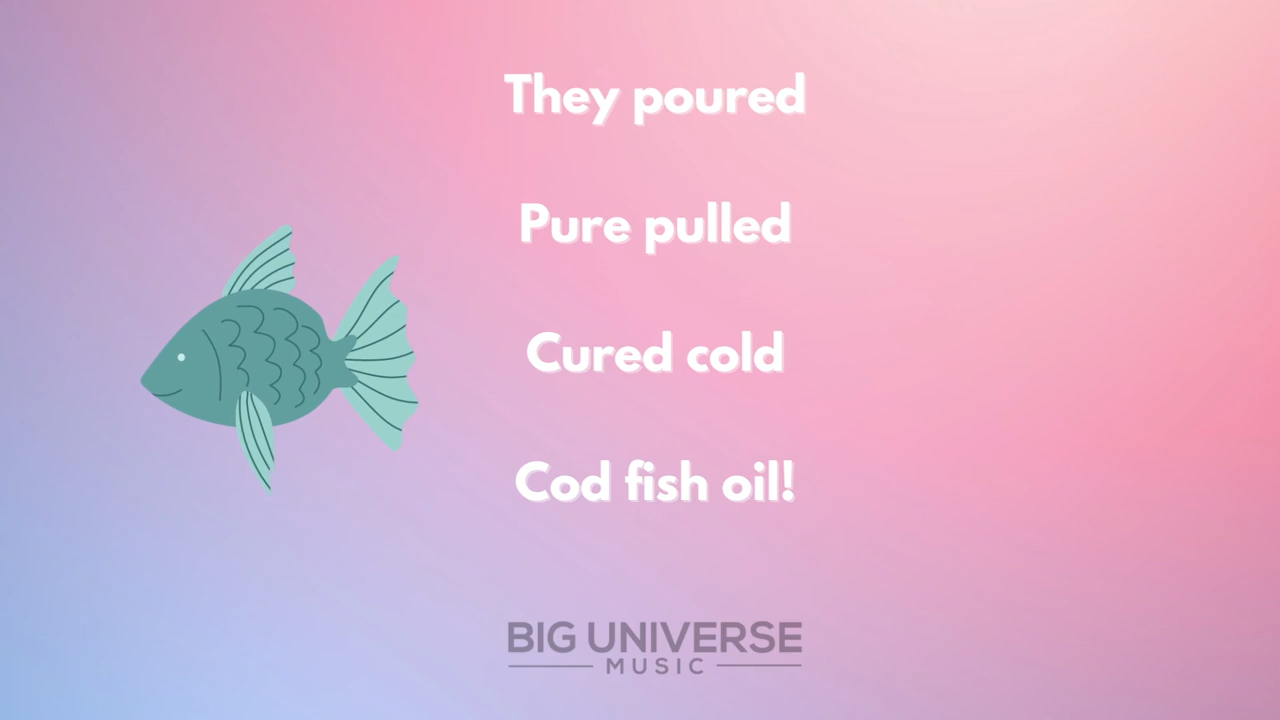 They poured
Pure pulled
Cured cold
Cod fish oil!
BIG UNIVERSE
MUSIC